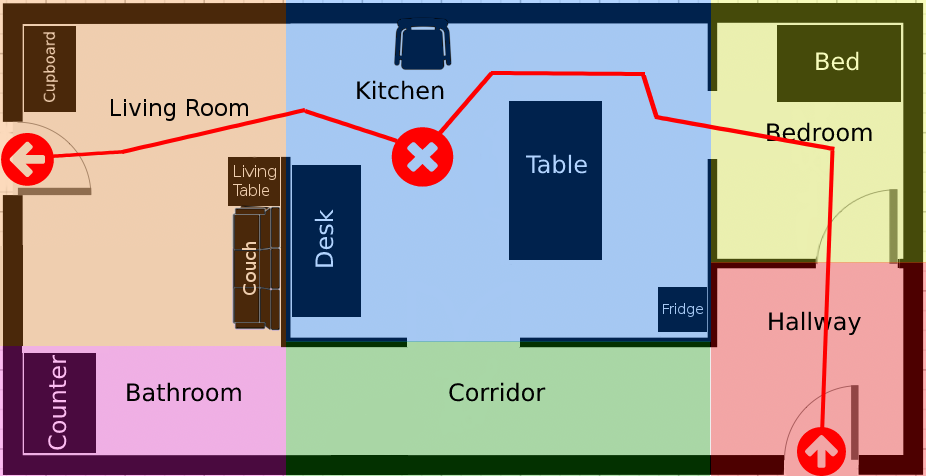 Cupboard
Living Room
Kitchen
Bed
Bedroom
Table
Living
Table
Desk
Couch
Fridge
Hallway
Counter
Bathroom
Corridor